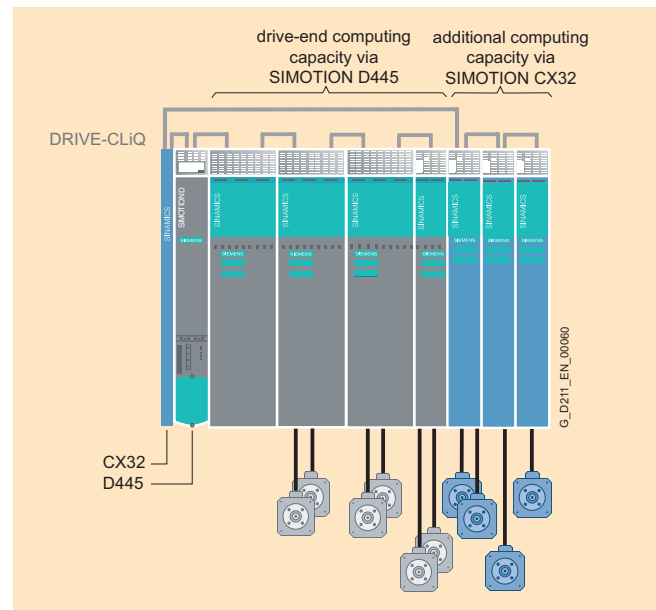 drive-end computing
capacity via
SIMOTION D445
additional computing
capacity via
SIMOTION CX32
DRIVE-CLiQ
SINAMICS
SIMOTION D
SIEMENS
SINAMICS
SIEMENS
SINAMICS
SIEMENS
SINAMICS
SIEMENS
SINAMICS
SIEMENS
SINAMICS
SIEMENS
SINAMICS
SIEMENS
SINAMICS
SIEMENS
G_D211_EN_00060
CX32
D445